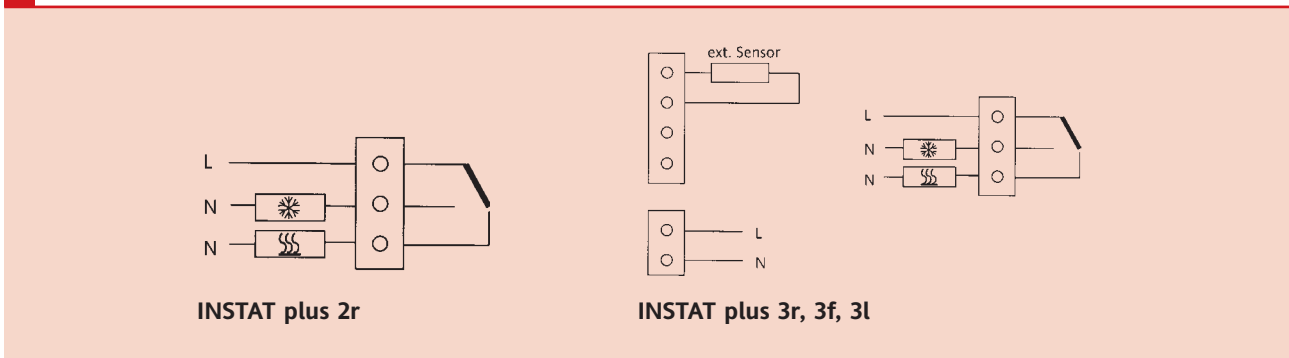 L
N
N
INSTAT plus 2r
ext. Sensor
L
N
L
N
N
INSTAT plus 3r, 3f, 3l